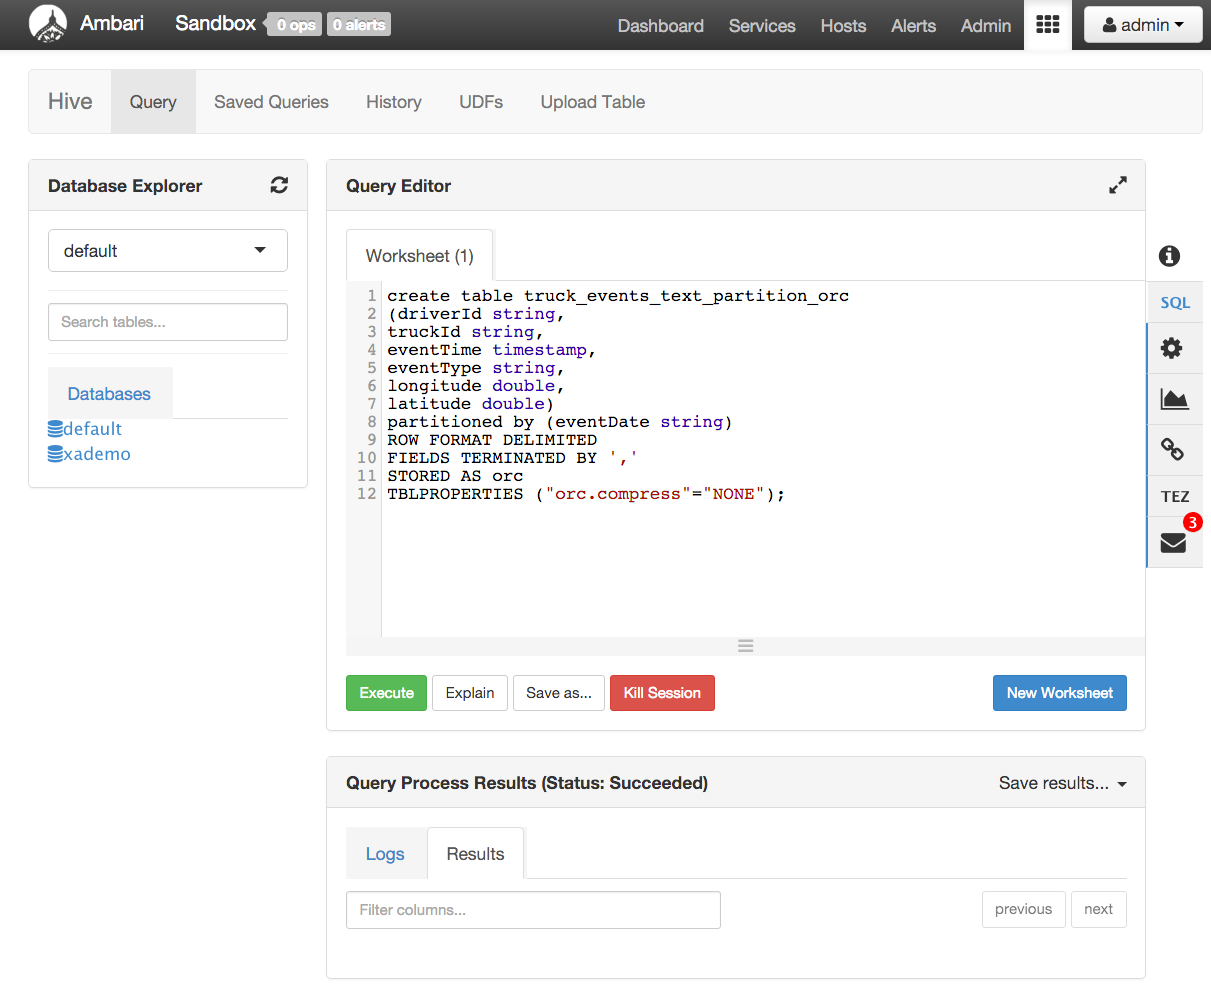 Ambari Sandbox 0 ops 0 alerts Dashboard Services Hosts Alerts Admin admin
Hive Query Saved Queries History UDFs Upload Table
Database Explorer
default
Search tables...
Databases
default
xademo
Query Editor
Worksheet (1)
1 create table truck_events_text_partition_orc
2 (driverId string,
3 truckId string,
4 eventTime timestamp,
5 eventType string,
6 longitude double,
7 latitude double)
8 partitioned by (eventDate string)
9 ROW FORMAT DELIMITED
10 FIELDS TERMINATED BY ','
11 STORED AS orc
12 TBLPROPERTIES ("orc.compress"="NONE");
SQL
TEZ
3
Execute Explain Save as... Kill Session New Worksheet
Query Process Results (Status: Succeeded) Save results...
Logs Results
Filter columns... previous next